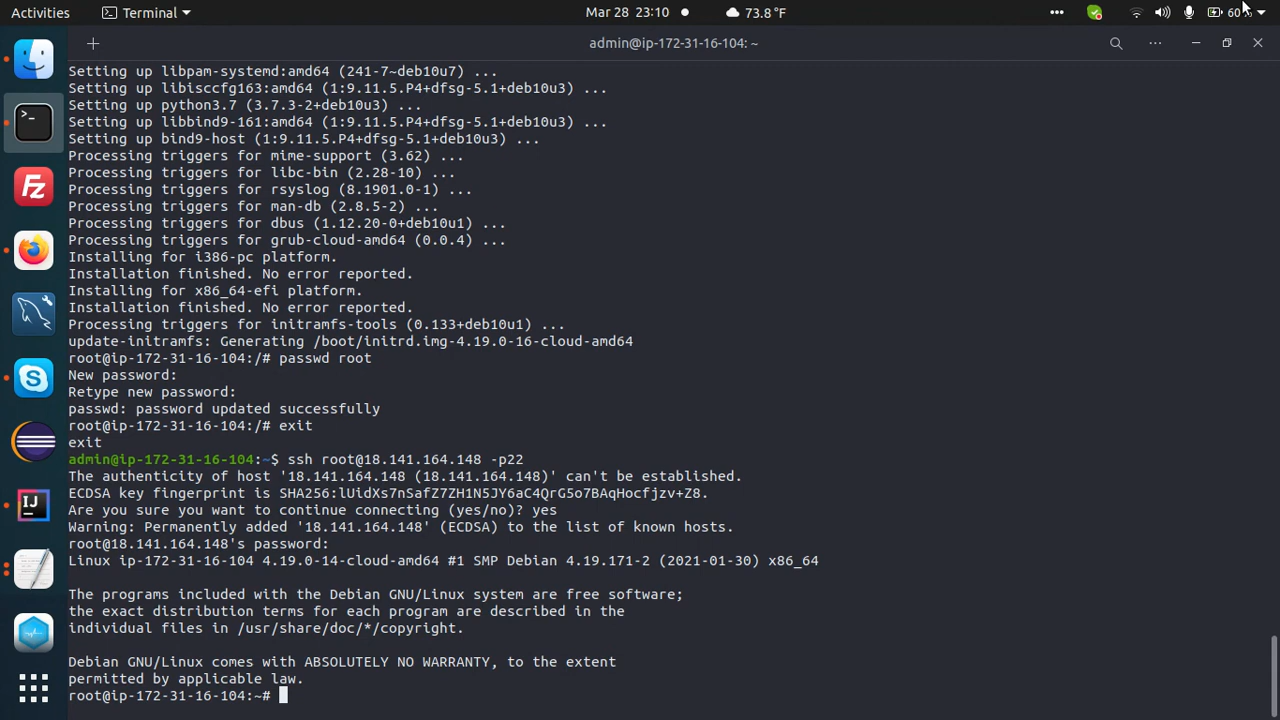 Activities Terminal Mar 28 23:10 73.8 °F 60%
admin@ip-172-31-16-104: ~
Setting up libpam-systemd:amd64 (241-7~deb10u7) ...
Setting up libisccfg163:amd64 (1:9.11.5.P4+dfsg-5.1+deb10u3) ...
Setting up python3.7 (3.7.3-2+deb10u3) ...
Setting up libbind9-161:amd64 (1:9.11.5.P4+dfsg-5.1+deb10u3) ...
Setting up bind9-host (1:9.11.5.P4+dfsg-5.1+deb10u3) ...
Processing triggers for mime-support (3.62) ...
Processing triggers for libc-bin (2.28-10) ...
Processing triggers for rsyslog (8.1901.0-1) ...
Processing triggers for man-db (2.8.5-2) ...
Processing triggers for dbus (1.12.20-0+deb10u1) ...
Processing triggers for grub-cloud-amd64 (0.0.4) ...
Installing for i386-pc platform.
Installation finished. No error reported.
Installing for x86_64-efi platform.
Installation finished. No error reported.
Processing triggers for initramfs-tools (0.133+deb10u1) ...
update-initramfs: Generating /boot/initrd.img-4.19.0-16-cloud-amd64
root@ip-172-31-16-104:/# passwd root
New password:
Retype new password:
passwd: password updated successfully
root@ip-172-31-16-104:/# exit
exit
admin@ip-172-31-16-104:~$ ssh root@18.141.164.148 -p22
The authenticity of host '18.141.164.148 (18.141.164.148)' can't be established.
ECDSA key fingerprint is SHA256:lUidXs7nSafZ7ZH1N5JY6aC4QrG5o7BAqHocfjzv+Z8.
Are you sure you want to continue connecting (yes/no)? yes
Warning: Permanently added '18.141.164.148' (ECDSA) to the list of known hosts.
root@18.141.164.148's password:
Linux ip-172-31-16-104 4.19.0-14-cloud-amd64 #1 SMP Debian 4.19.171-2 (2021-01-30) x86_64
The programs included with the Debian GNU/Linux system are free software;
the exact distribution terms for each program are described in the
individual files in /usr/share/doc/*/copyright.
Debian GNU/Linux comes with ABSOLUTELY NO WARRANTY, to the extent
permitted by applicable law.
root@ip-172-31-16-104:~#
>_
Fz
S
IJ